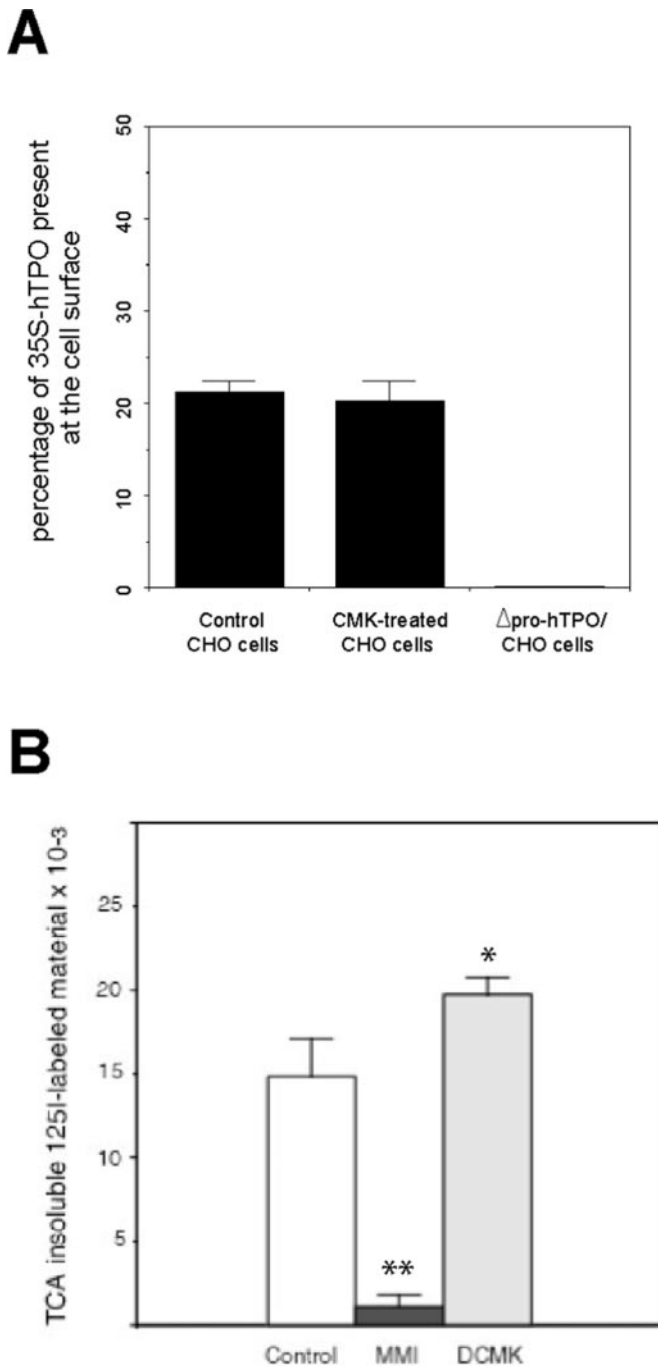 A
percentage of 35S-hTPO present
at the cell surface
50
40
30
20
10
0
Control
CHO cells
CMK-treated
CHO cells
Δpro-hTPO/
CHO cells
B
TCA insoluble 125I-labeled material x 10-3
25
20
15
10
5
*
**
Control
MMI
DCMK